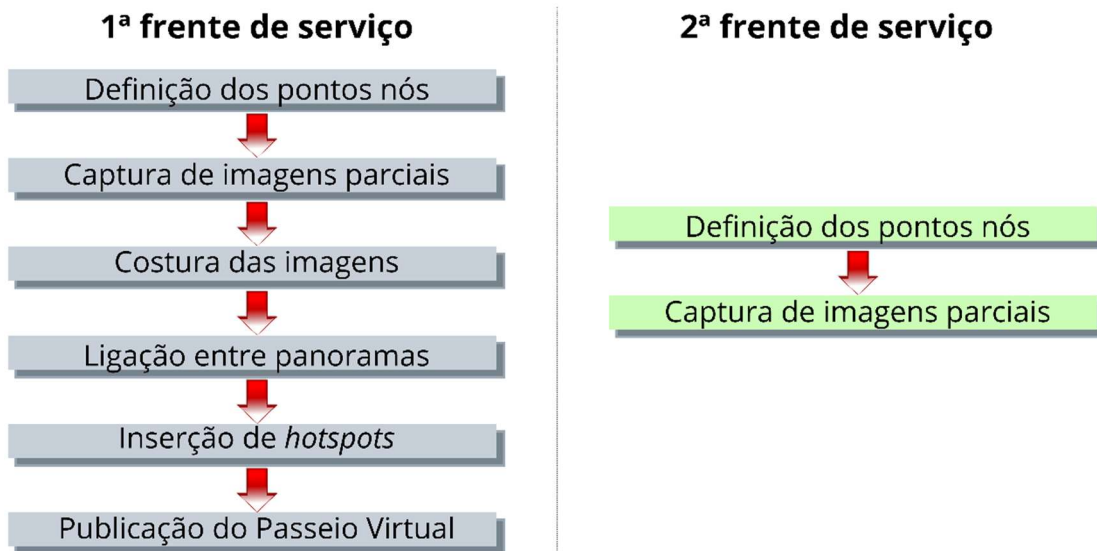 1ª frente de serviço
Definição dos pontos nós
Captura de imagens parciais
Costura das imagens
Ligação entre panoramas
Inserção de hotspots
Publicação do Passeio Virtual
2ª frente de serviço
Definição dos pontos nós
Captura de imagens parciais